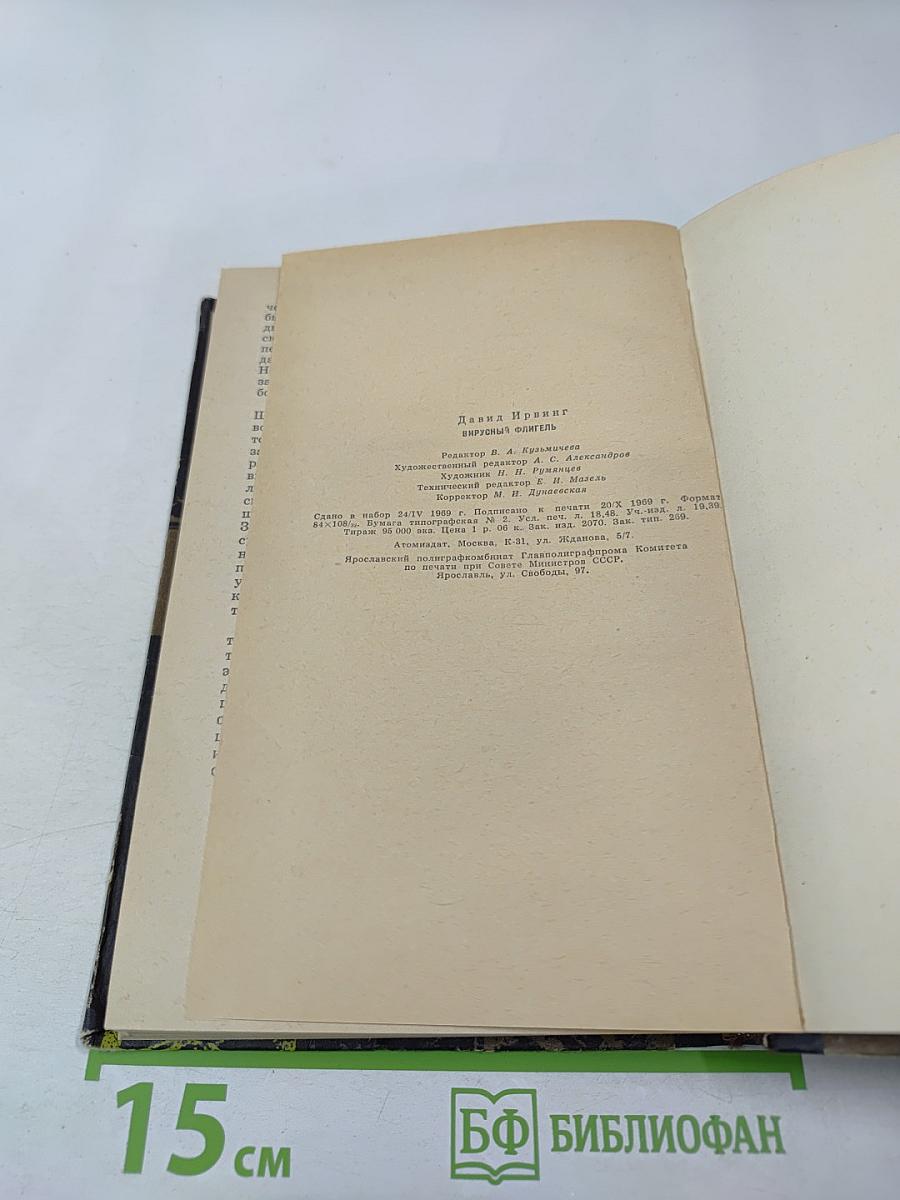 Давид Ирвинг
ВИРУСНЫЙ ФЛИГЕЛЬ
Редактор В. А. Кузьмичева
Художественный редактор А. С. Александров
Художник Н. Н. Румянцев
Технический редактор Е. И. Мазель
Корректор М. И. Дунаевская
Сдано в набор 24/IV 1969 г. Подписано к печати 20/X 1969 г. Формат
84×108/32. Бумага типографская № 2. Усл. печ. л. 18,48. Уч.-изд. л. 19,39.
Тираж 95 000 экз. Цена 1 р. 06 к. Зак. изд. 2070. Зак. тип. 259.
Атомиздат, Москва, К-31, ул. Жданова, 5/7.
Ярославский полиграфкомбинат Главполиграфпрома Комитета
по печати при Совете Министров СССР.
Ярославль, ул. Свободы, 97.
15 см
БФ БИБЛИОФАН